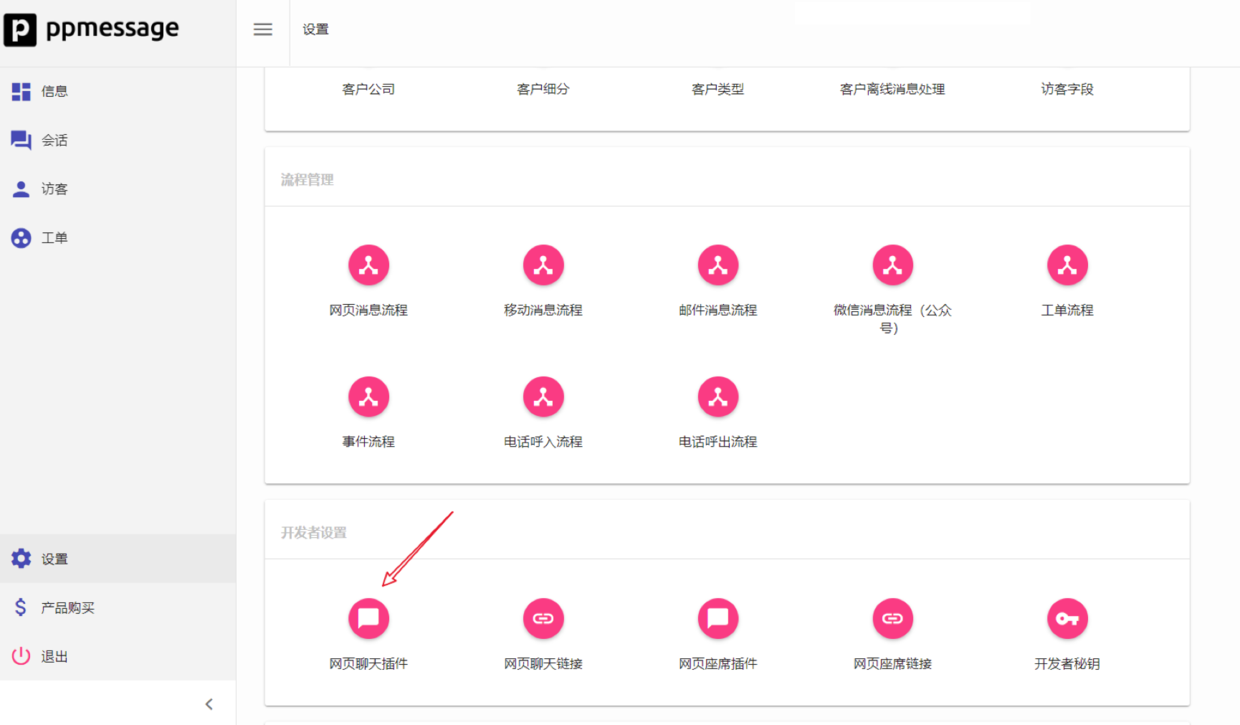 ppmessage
设置
信息
会话
访客
工单
设置
产品购买
退出
客户公司
客户细分
客户类型
客户离线消息处理
访客字段
流程管理
网页消息流程
移动消息流程
邮件消息流程
微信消息流程（公众
号）
工单流程
事件流程
电话呼入流程
电话呼出流程
开发者设置
网页聊天插件
网页聊天链接
网页座席插件
网页座席链接
开发者秘钥